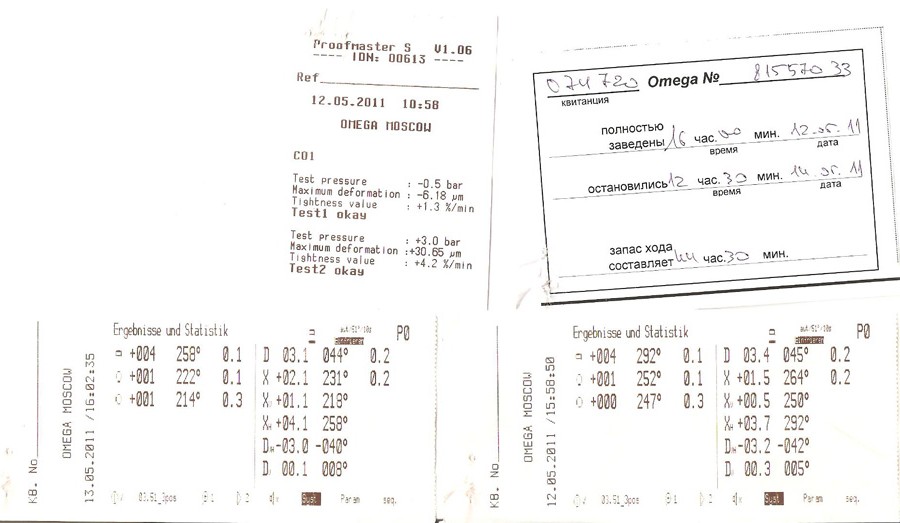 Proofmaster S V1.06
---- IDN: 00613 ----
Ref
12.05.2011 10:58
OMEGA MOSCOW
C01
Test pressure : -0.5 bar
Maximum deformation : -6.18 µm
Tightness value : +1.3 %/min
Test1 okay
Test pressure : +3.0 bar
Maximum deformation :+30.65 µm
Tightness value : +4.2 %/min
Test2 okay
074720 Omega № 81557033
квитанция
полностью
заведены 16 час. 00 мин. 12.05.11
время дата
остановились 12 час. 30 мин. 14.05.11
время дата
запас хода
составляет 44 час. 30 мин.
KB. No
OMEGA MOSCOW
13.05.2011 /16:02:35
Ergebnisse und Statistik
P0
+004 258° 0.1
+001 222° 0.1
+001 214° 0.3
D 03.1 044° 0.2
X +02.1 231° 0.2
X +01.1 218°
X +04.1 258°
D -03.0 -040°
D 00.1 008°
03.51_3pos 1 2 Sust Param seq.
KB. No
OMEGA MOSCOW
12.05.2011 /15:58:50
Ergebnisse und Statistik
P0
+004 292° 0.1
+001 252° 0.1
+000 247° 0.3
D 03.4 045° 0.2
X +01.5 264° 0.2
X +00.5 250°
X +03.7 292°
D -03.2 -042°
D 00.3 005°
03.51_3pos 1 2 Sust Param seq.